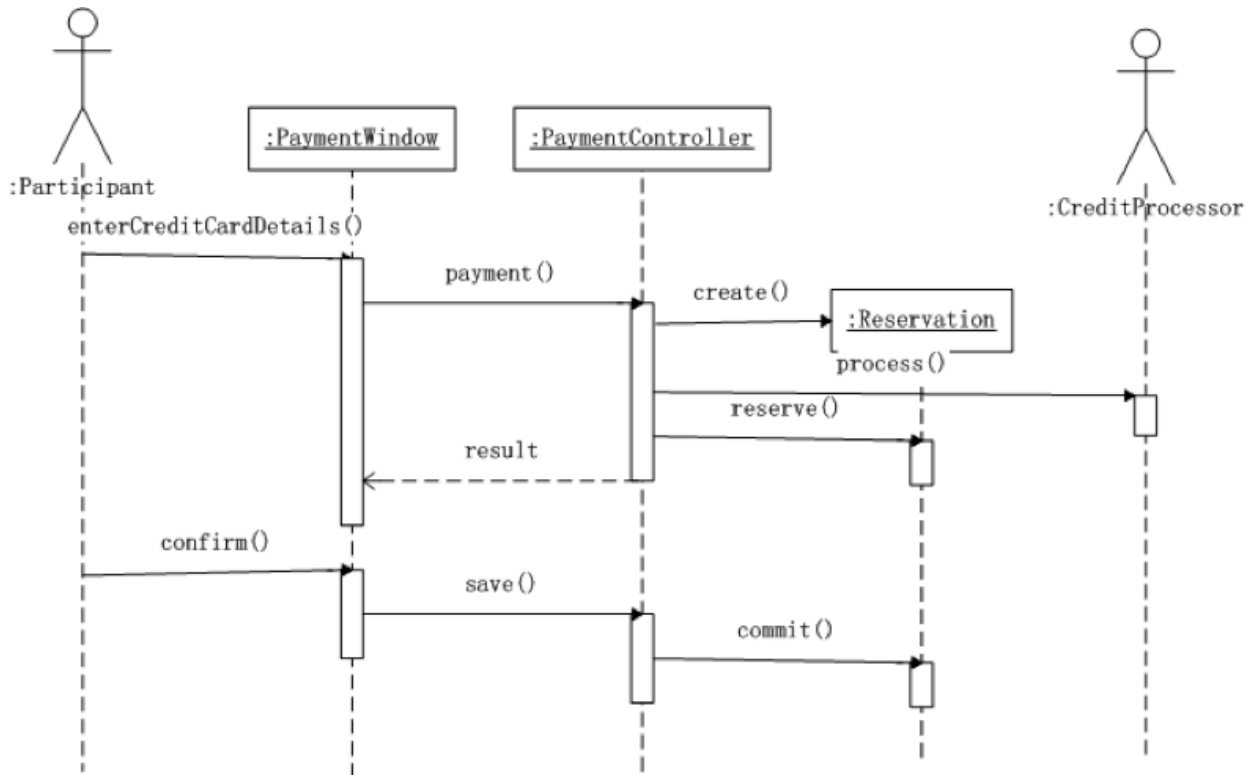 :PaymentWindow
:PaymentController
:Participant
:CreditProcessor
enterCreditCardDetails()
payment()
create()
:Reservation
process()
reserve()
result
confirm()
save()
commit()